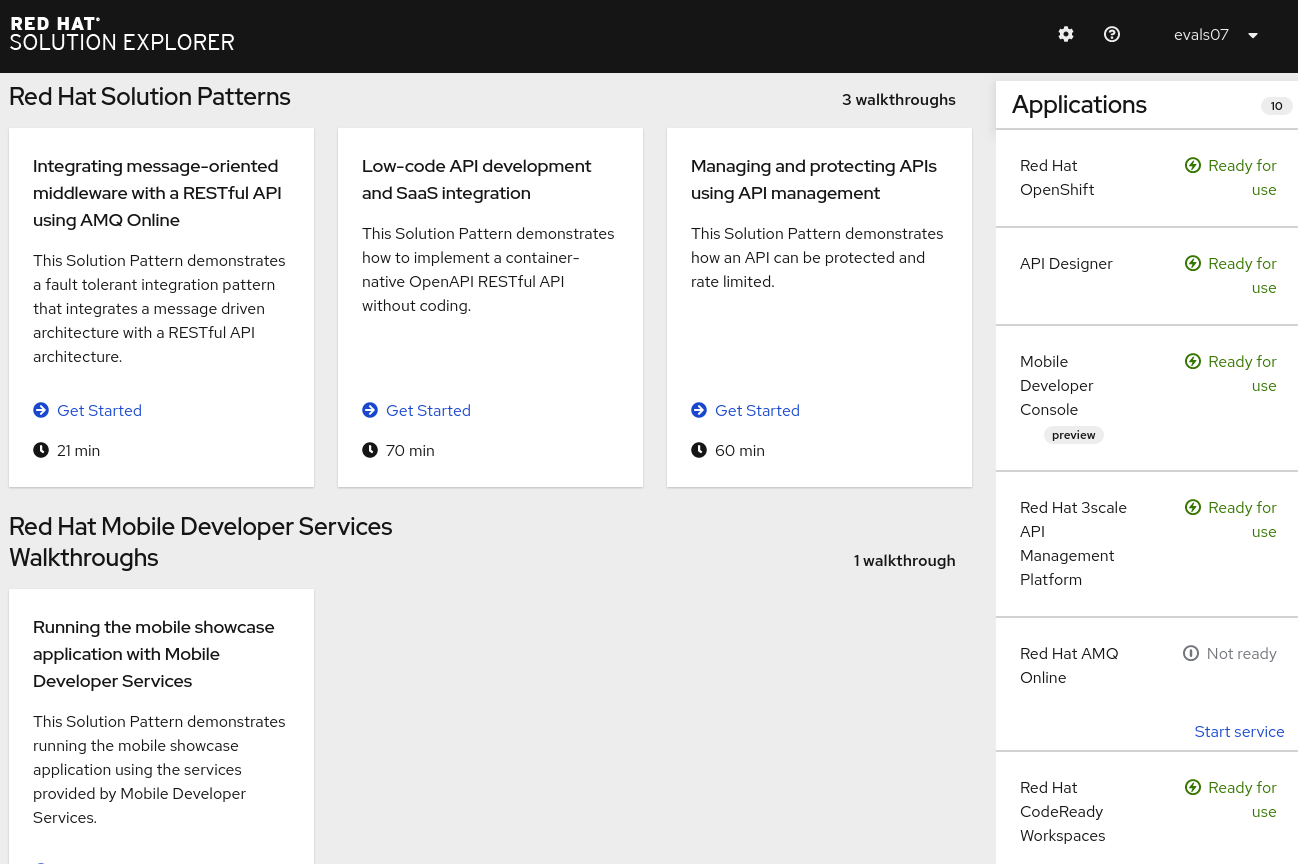 RED HAT®
SOLUTION EXPLORER
evals07
Red Hat Solution Patterns
3 walkthroughs
Integrating message-oriented
middleware with a RESTful API
using AMQ Online
This Solution Pattern demonstrates
a fault tolerant integration pattern
that integrates a message driven
architecture with a RESTful API
architecture.
Get Started
21 min
Low-code API development
and SaaS integration
This Solution Pattern demonstrates
how to implement a container-
native OpenAPI RESTful API
without coding.
Get Started
70 min
Managing and protecting APIs
using API management
This Solution Pattern demonstrates
how an API can be protected and
rate limited.
Get Started
60 min
Red Hat Mobile Developer Services
Walkthroughs
1 walkthrough
Running the mobile showcase
application with Mobile
Developer Services
This Solution Pattern demonstrates
running the mobile showcase
application using the services
provided by Mobile Developer
Services.
Applications
10
Red Hat
OpenShift
Ready for
use
API Designer
Ready for
use
Mobile
Developer
Console
preview
Ready for
use
Red Hat 3scale
API
Management
Platform
Ready for
use
Red Hat AMQ
Online
Not ready
Start service
Red Hat
CodeReady
Workspaces
Ready for
use